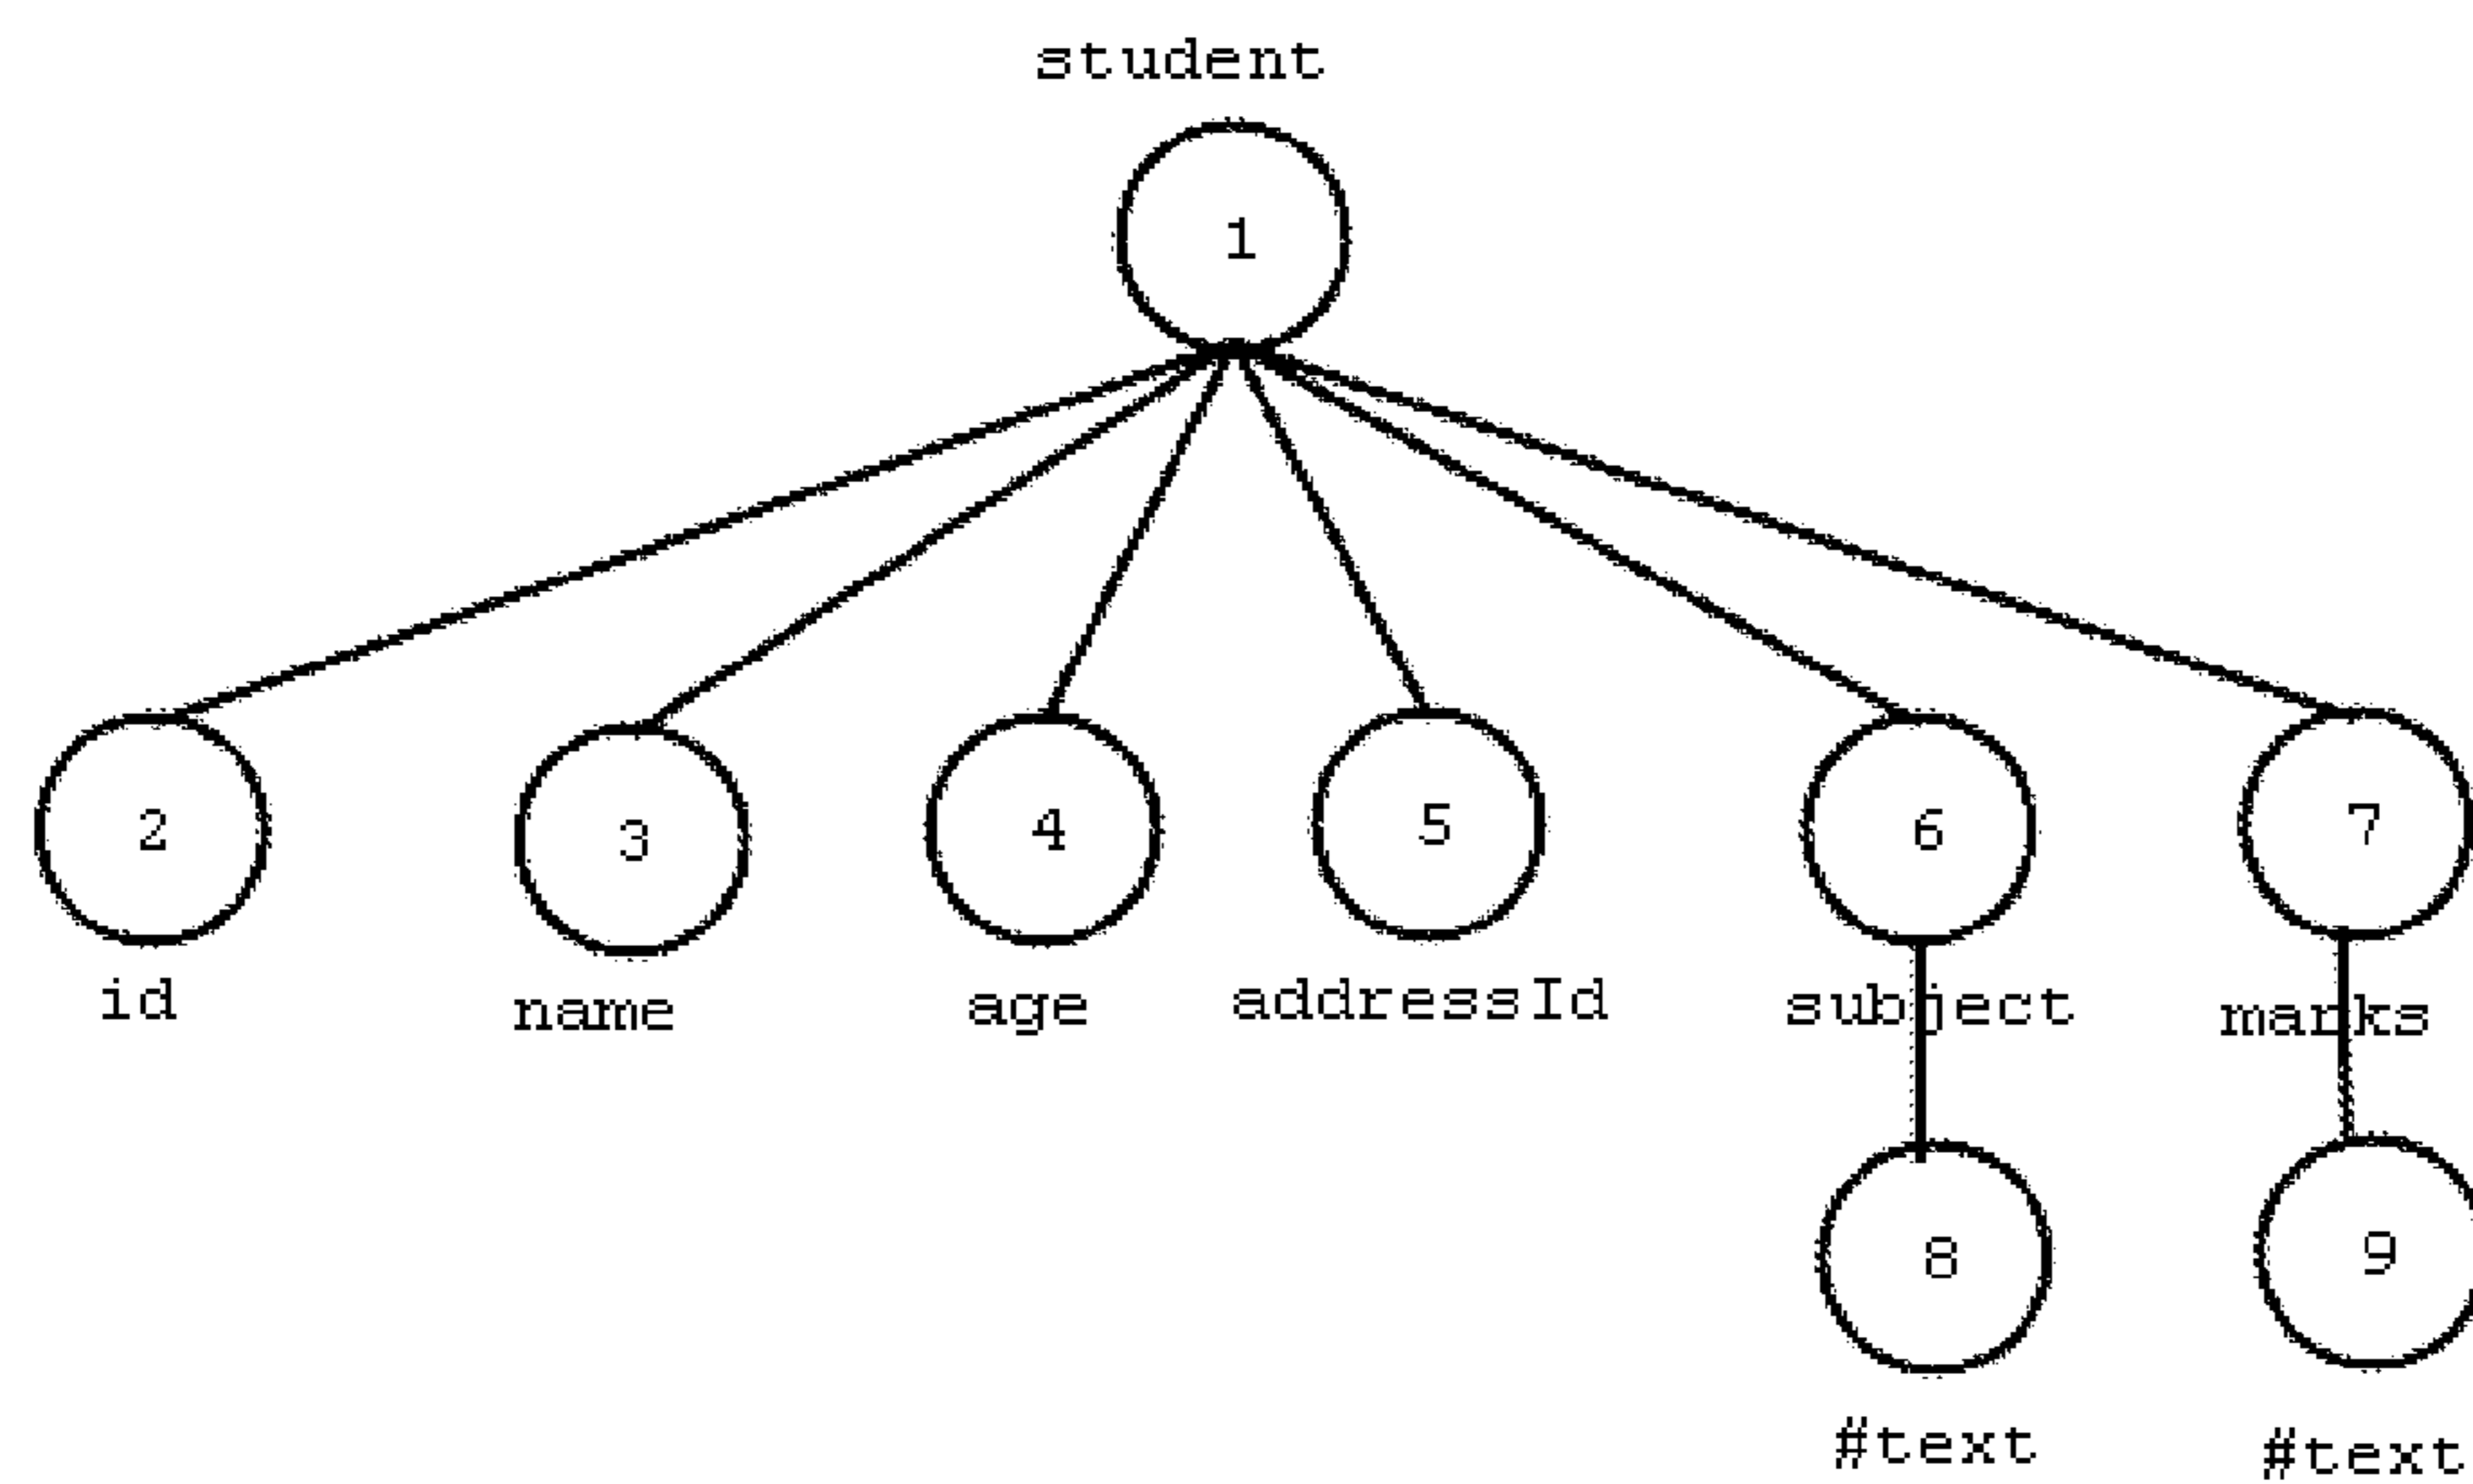 student
1
2 3 4 5 6 7
id name age addressId subject marks
8 9
#text #text